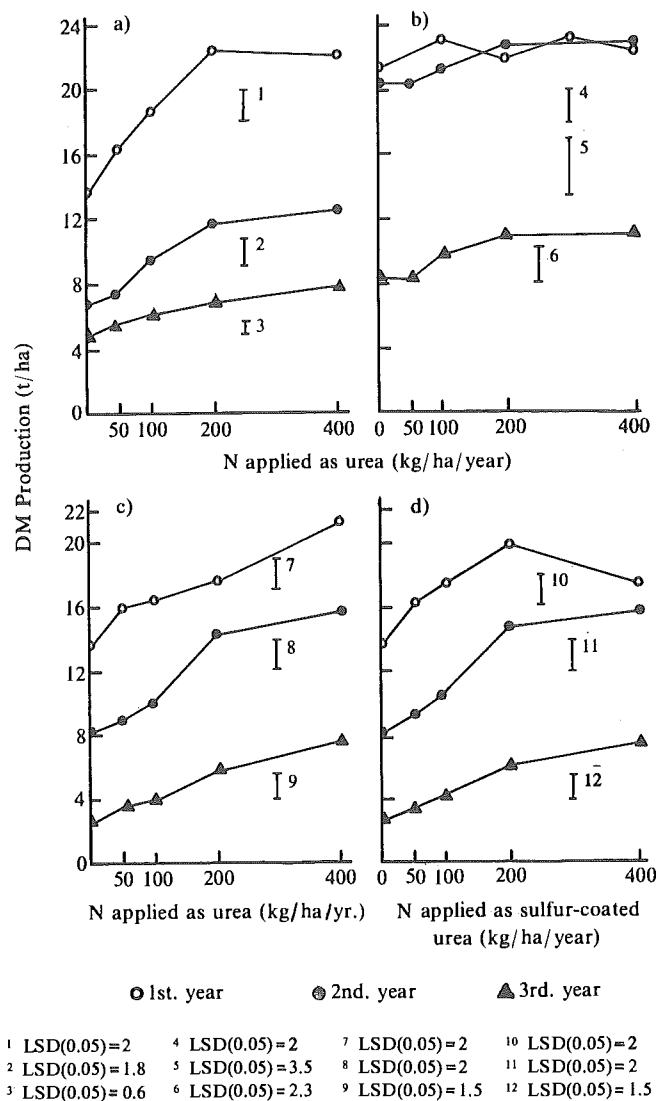 DM Production (t/ha)
a)
24
20
16
12
8
4
0
1
2
3
50 100 200 400
b)
4
5
6
0 50 100 200 400
N applied as urea (kg/ha/year)
c)
22
20
16
12
8
4
0
7
8
9
50 100 200 400
N applied as urea (kg/ha/yr.)
d)
10
11
12
0 50 100 200 400
N applied as sulfur-coated
urea (kg/ha/year)
1st. year 2nd. year 3rd. year
1 LSD(0.05)=2 4 LSD(0.05)=2 7 LSD(0.05)=2 10 LSD(0.05)=2
2 LSD(0.05)=1.8 5 LSD(0.05)=3.5 8 LSD(0.05)=2 11 LSD(0.05)=2
3 LSD(0.05)=0.6 6 LSD(0.05)=2.3 9 LSD(0.05)=1.5 12 LSD(0.05)=1.5